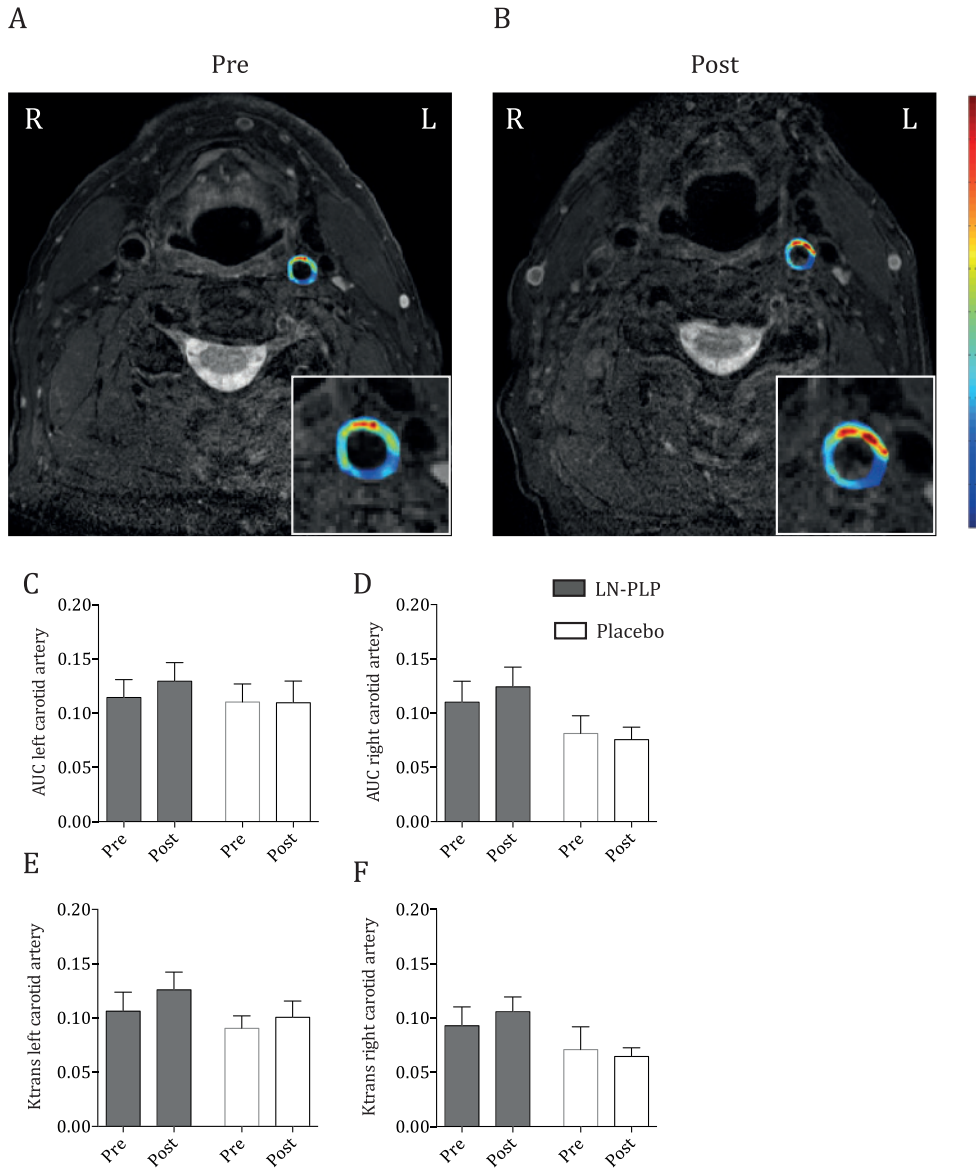 A
B
Pre
Post
R
L
R
L
C
D
LN-PLP
Placebo
AUC left carotid artery
0.20
0.15
0.10
0.05
0.00
Pre
Post
Pre
Post
AUC right carotid artery
0.20
0.15
0.10
0.05
0.00
Pre
Post
Pre
Post
E
F
Ktrans left carotid artery
0.20
0.15
0.10
0.05
0.00
Pre
Post
Pre
Post
Ktrans right carotid artery
0.20
0.15
0.10
0.05
0.00
Pre
Post
Pre
Post